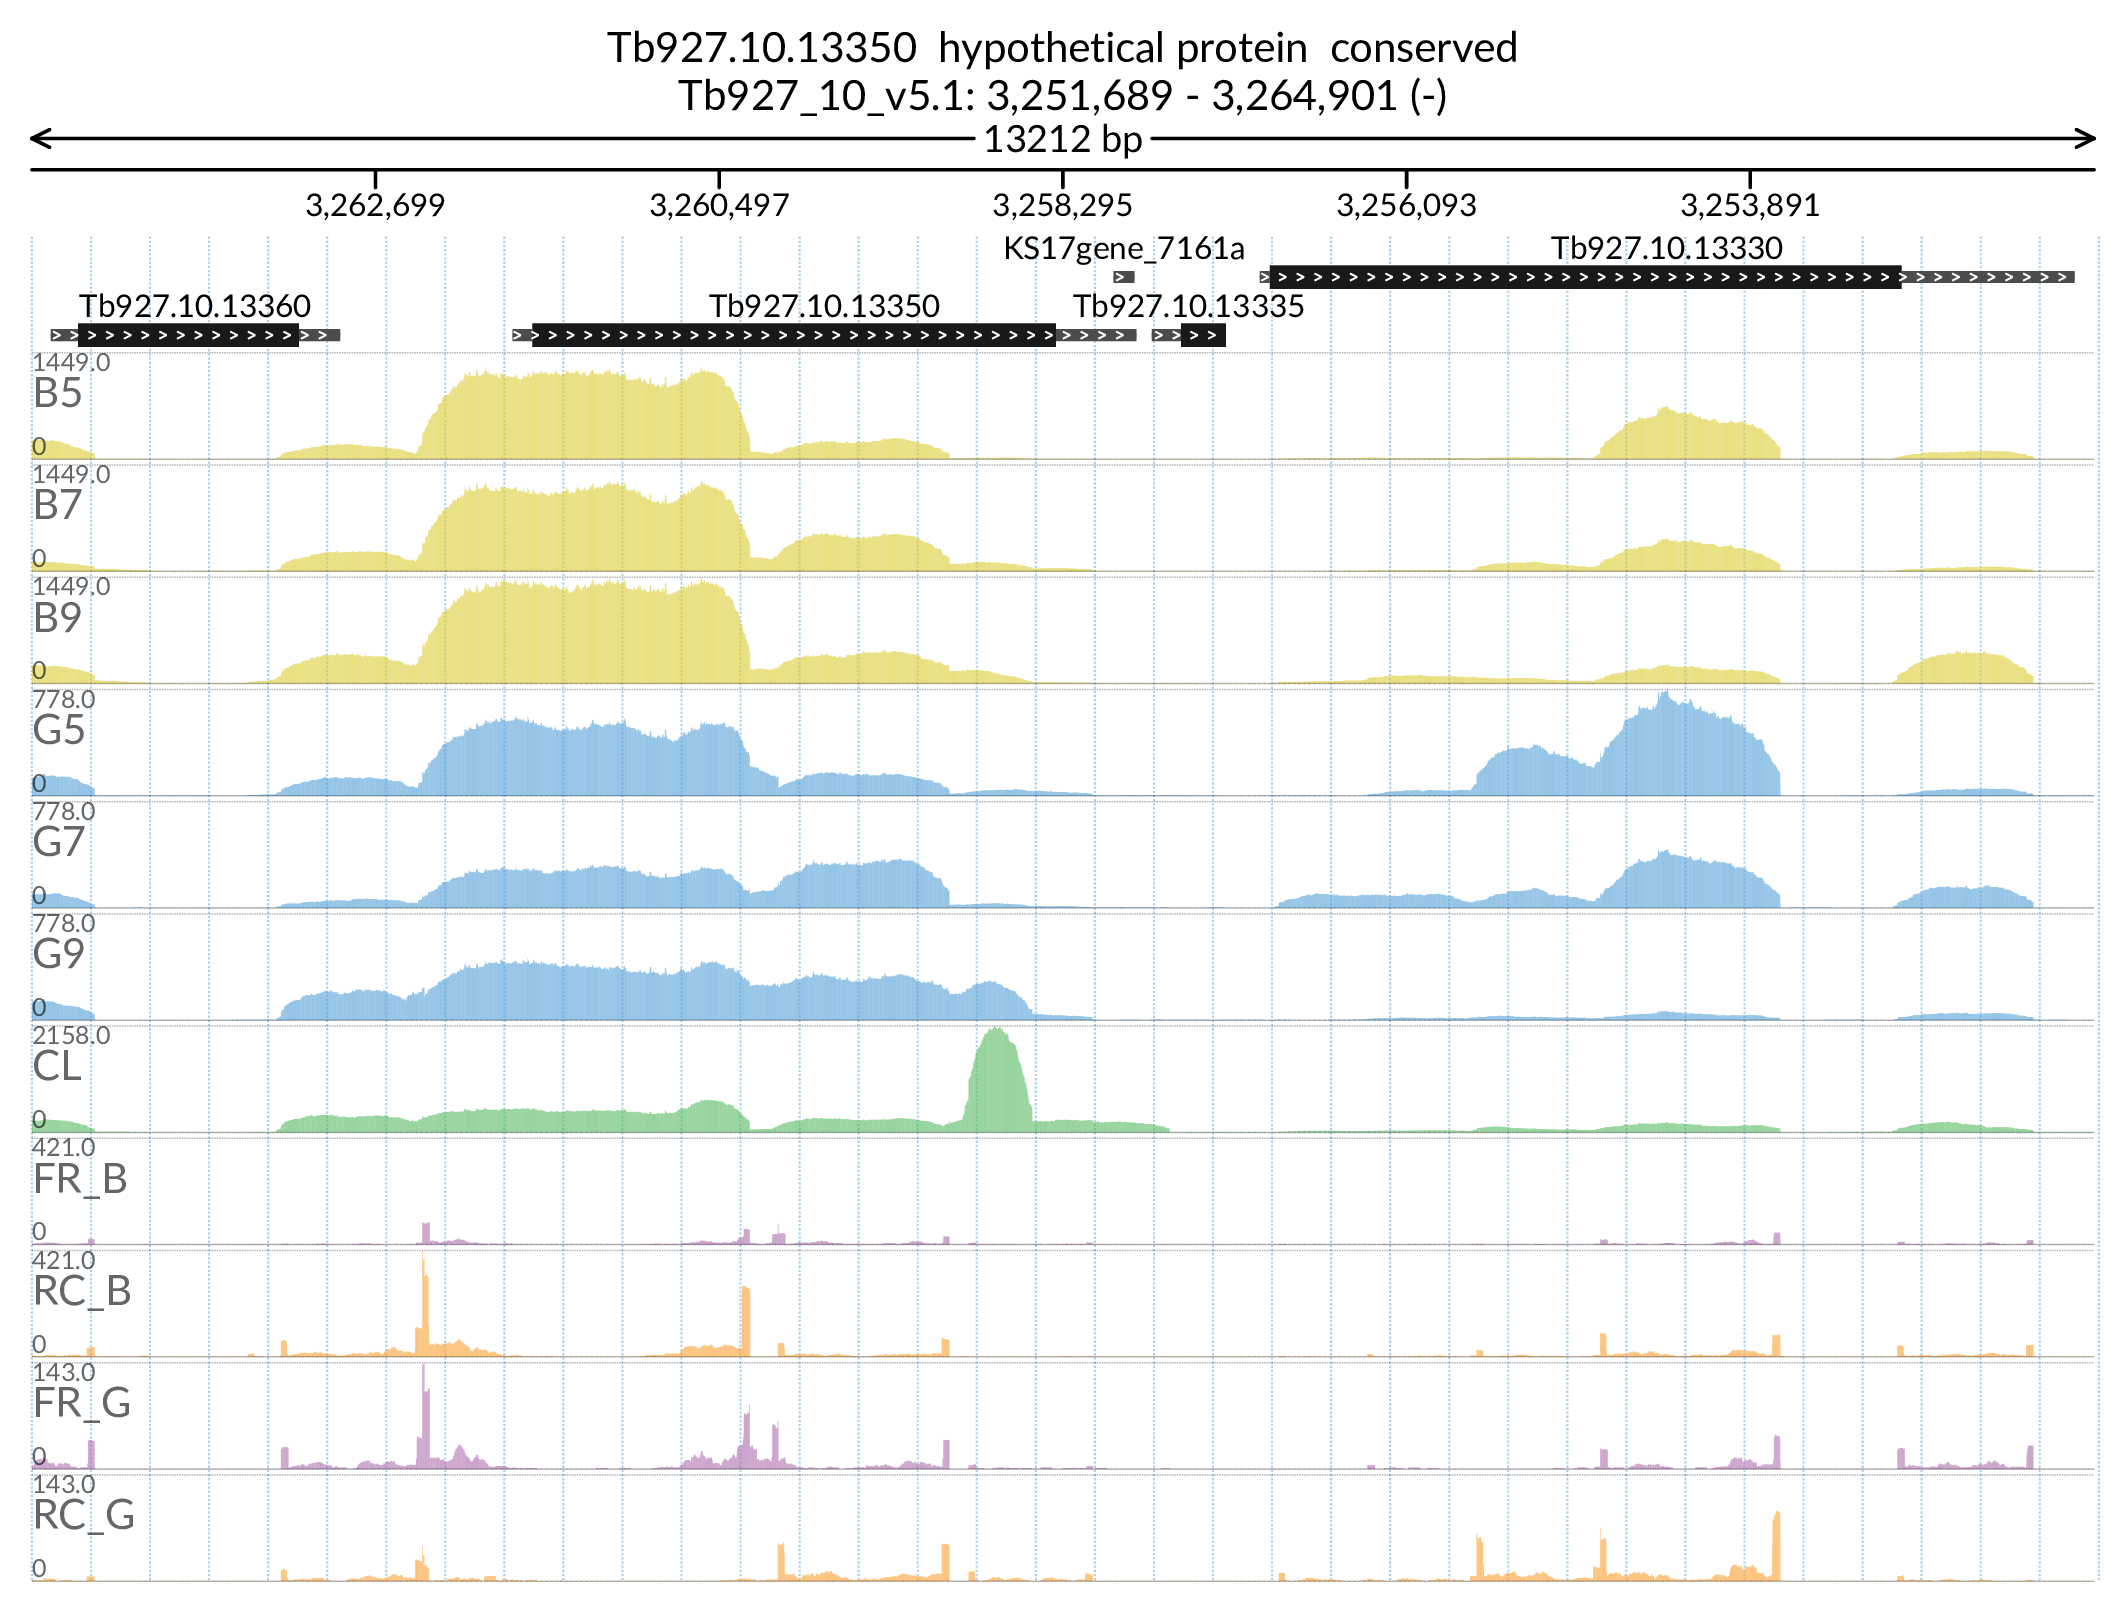 Tb927.10.13350  hypothetical protein  conserved
Tb927_10_v5.1: 3,251,689 - 3,264,901 (-)
13212 bp
3,262,699 3,260,497 3,258,295 3,256,093 3,253,891
KS17gene_7161a Tb927.10.13330
Tb927.10.13360 Tb927.10.13350 Tb927.10.13335
1449.0
B5
0
1449.0
B7
0
1449.0
B9
0
778.0
G5
0
778.0
G7
0
778.0
G9
0
2158.0
CL
0
421.0
FR_B
0
421.0
RC_B
0
143.0
FR_G
0
143.0
RC_G
0